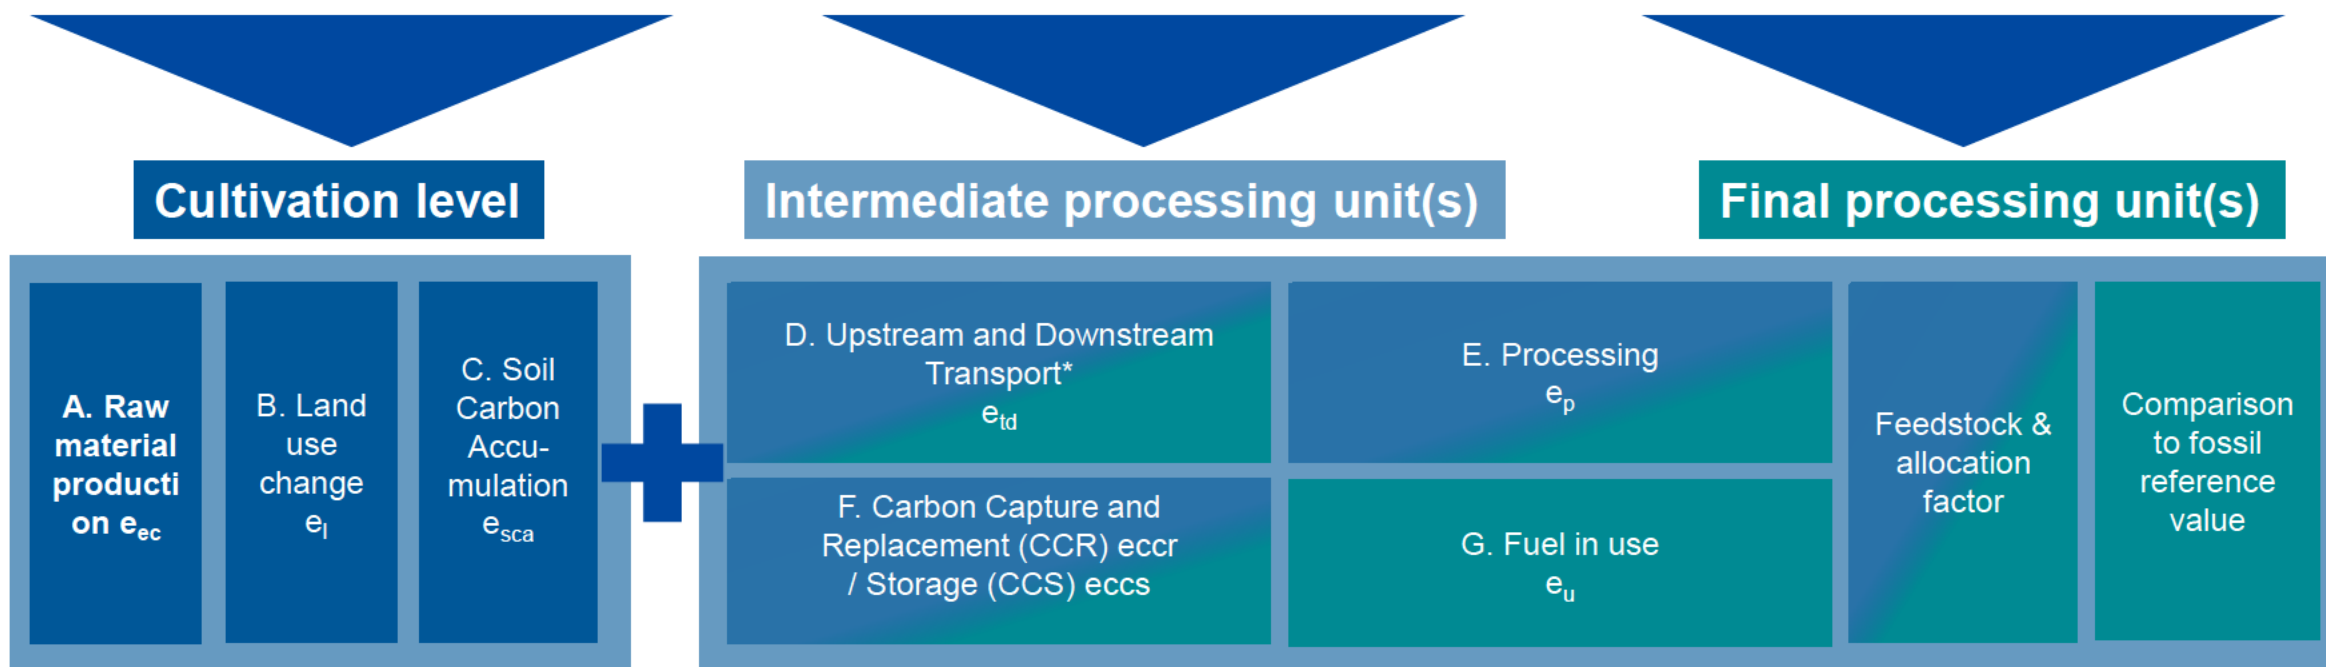 Cultivation level
Intermediate processing unit(s)
Final processing unit(s)
A. Raw
material
producti
on eec
B. Land
use
change
el
C. Soil
Carbon
Accu-
mulation
esca
D. Upstream and Downstream
Transport*
etd
E. Processing
ep
F. Carbon Capture and
Replacement (CCR) eccr
/ Storage (CCS) eccs
G. Fuel in use
eu
Feedstock &
allocation
factor
Comparison
to fossil
reference
value